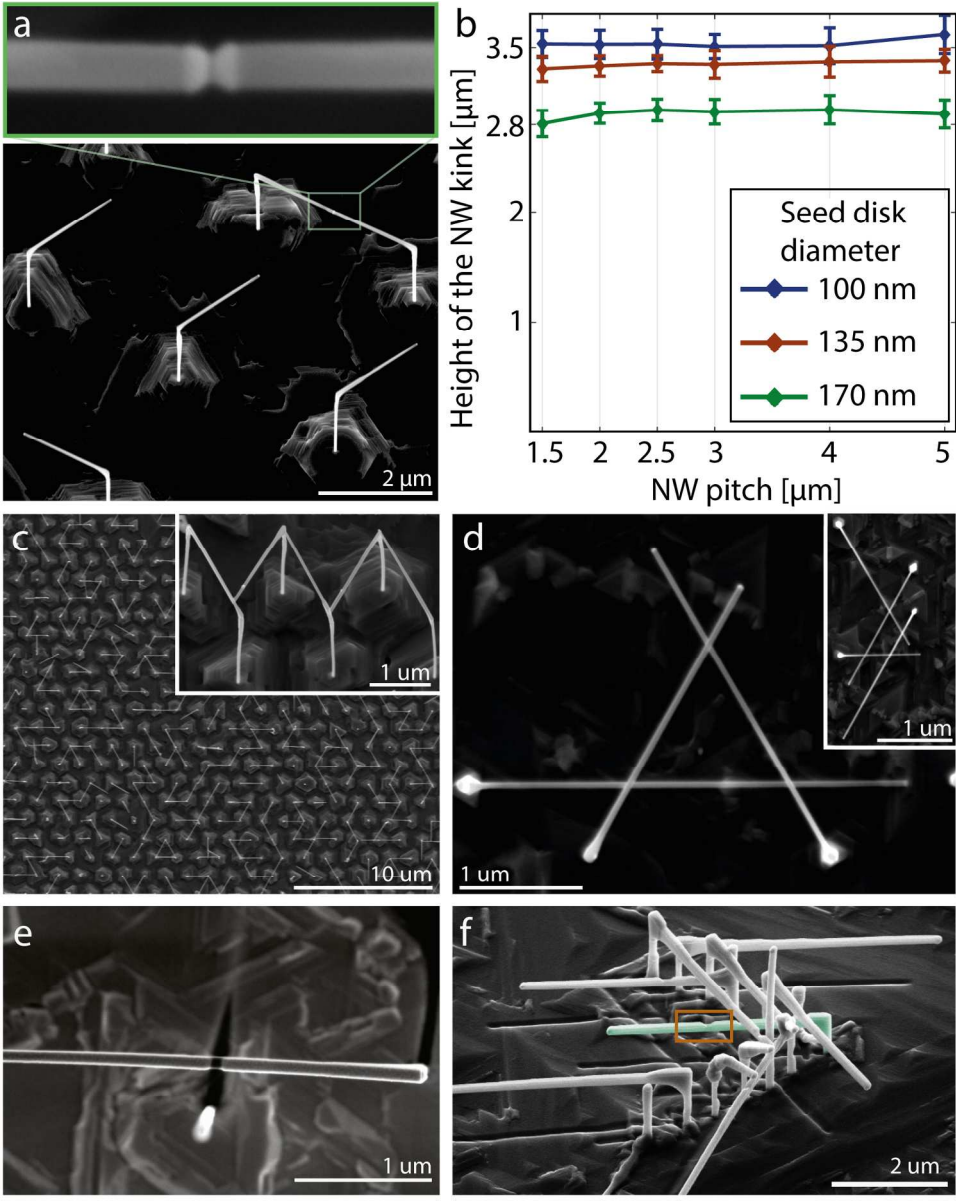 a
2 µm
b
Height of the NW kink [µm]
3.5
2.8
2
1
Seed disk
diameter
100 nm
135 nm
170 nm
1.5 2 2.5 3 4 5
NW pitch [µm]
c
1 um
10 um
d
1 um
1 um
e
1 um
f
2 um